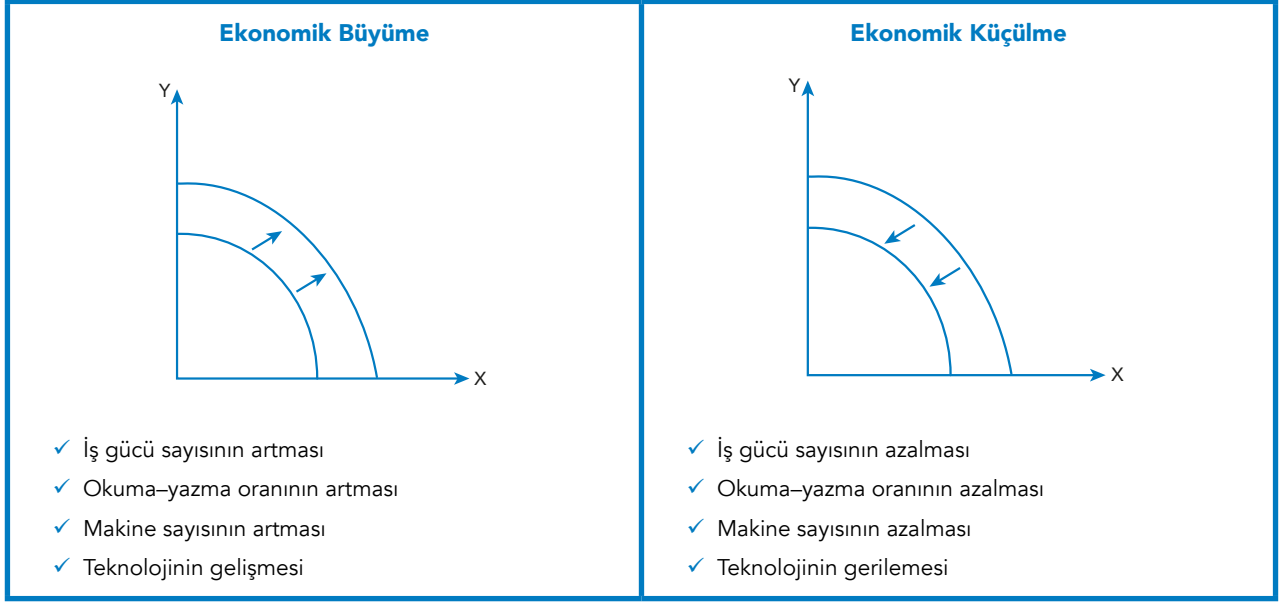 Ekonomik Büyüme
Y
X
✓ İş gücü sayısının artması
✓ Okuma–yazma oranının artması
✓ Makine sayısının artması
✓ Teknolojinin gelişmesi
Ekonomik Küçülme
Y
X
✓ İş gücü sayısının azalması
✓ Okuma–yazma oranının azalması
✓ Makine sayısının azalması
✓ Teknolojinin gerilemesi